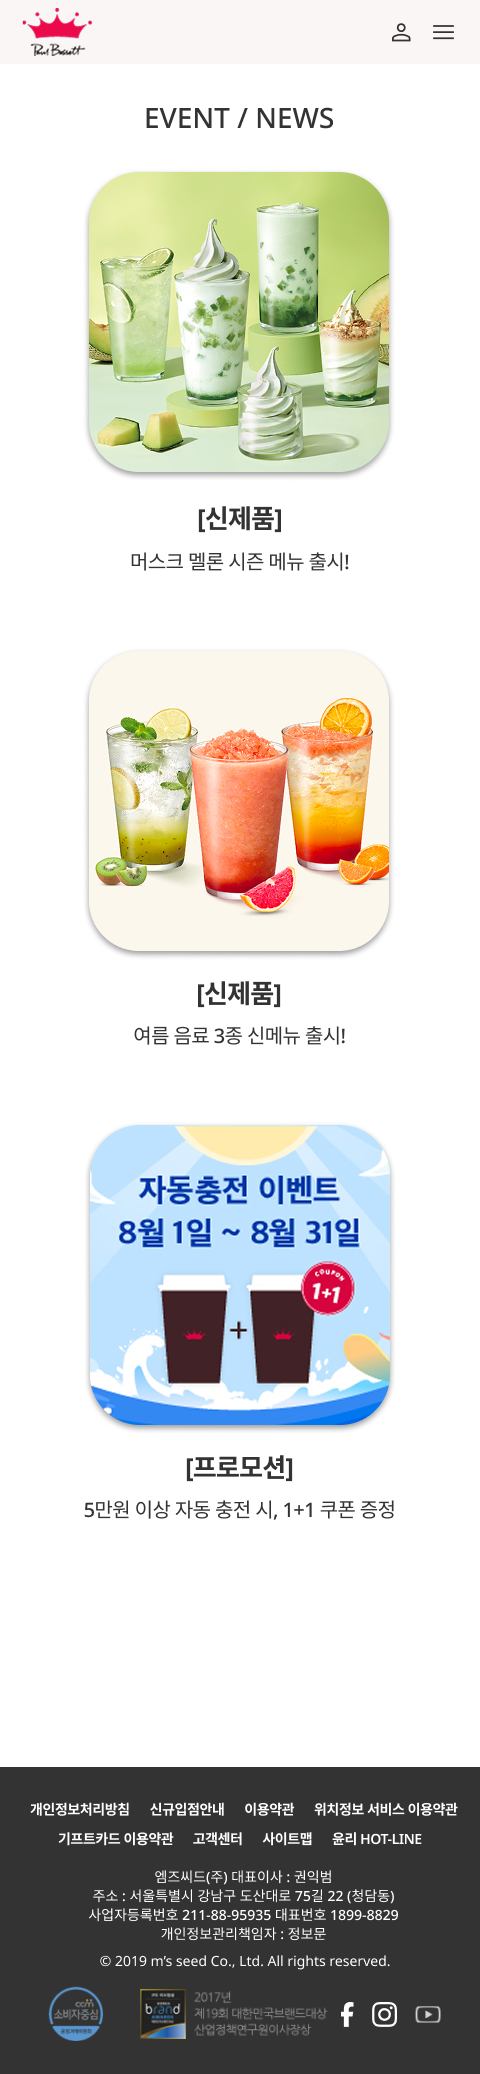 Paul Bassett
EVENT / NEWS
[신제품]
머스크 멜론 시즌 메뉴 출시!
[신제품]
여름 음료 3종 신메뉴 출시!
자동충전 이벤트
8월 1일 ~ 8월 31일
COUPON
1+1
+
[프로모션]
5만원 이상 자동 충전 시, 1+1 쿠폰 증정
개인정보처리방침 신규입점안내 이용약관 위치정보 서비스 이용약관
기프트카드 이용약관 고객센터 사이트맵 윤리 HOT-LINE
엠즈씨드(주) 대표이사 : 권익범
주소 : 서울특별시 강남구 도산대로 75길 22 (청담동)
사업자등록번호 211-88-95935 대표번호 1899-8829
개인정보관리책임자 : 정보문
© 2019 m’s seed Co., Ltd. All rights reserved.
ccm
소비자중심
공정거래위원회
brand
2017년
제19회 대한민국브랜드대상
산업정책연구원이사장상